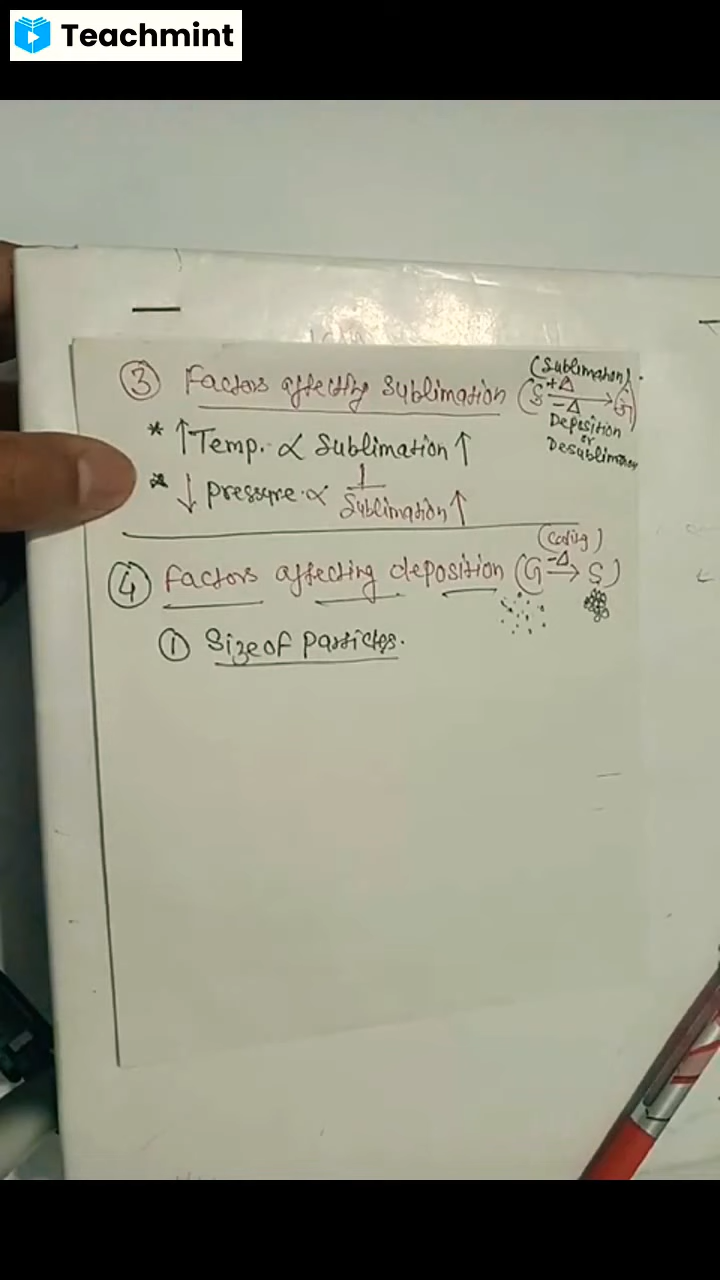 Teachmint
③ Factors affecting sublimation (S +Δ → G)
(Sublimation)
-Δ
Deposition
or
Desublimation
* ↑Temp. ∝ Sublimation ↑
* ↓ Pressure ∝ 1/Sublimation ↑
(Coling)
④ Factors affecting deposition (G -Δ → S)
① Size of Particles.